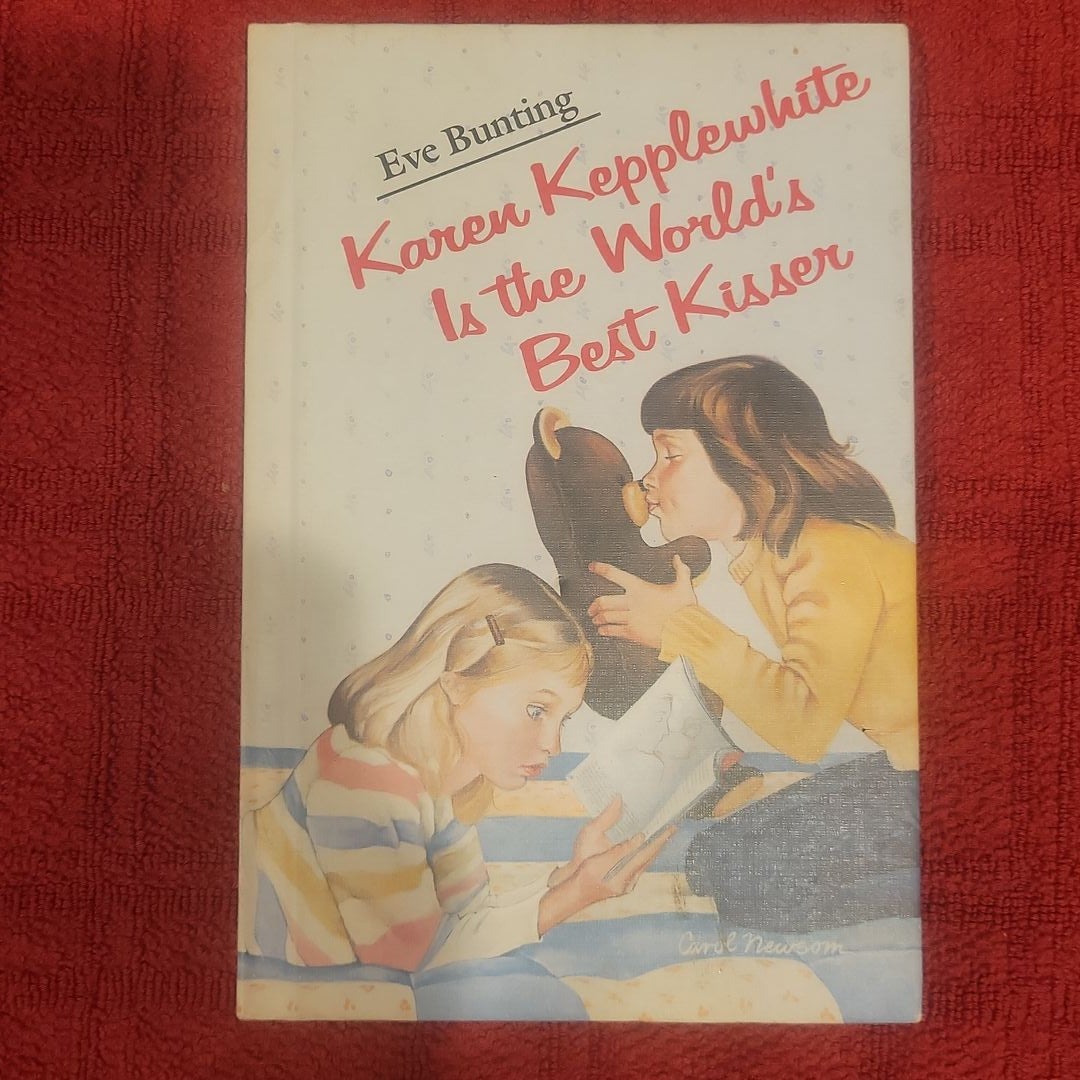 Eve Bunting
Karen Kepplewhite
Is the World's
Best Kisser
Carol Newsom